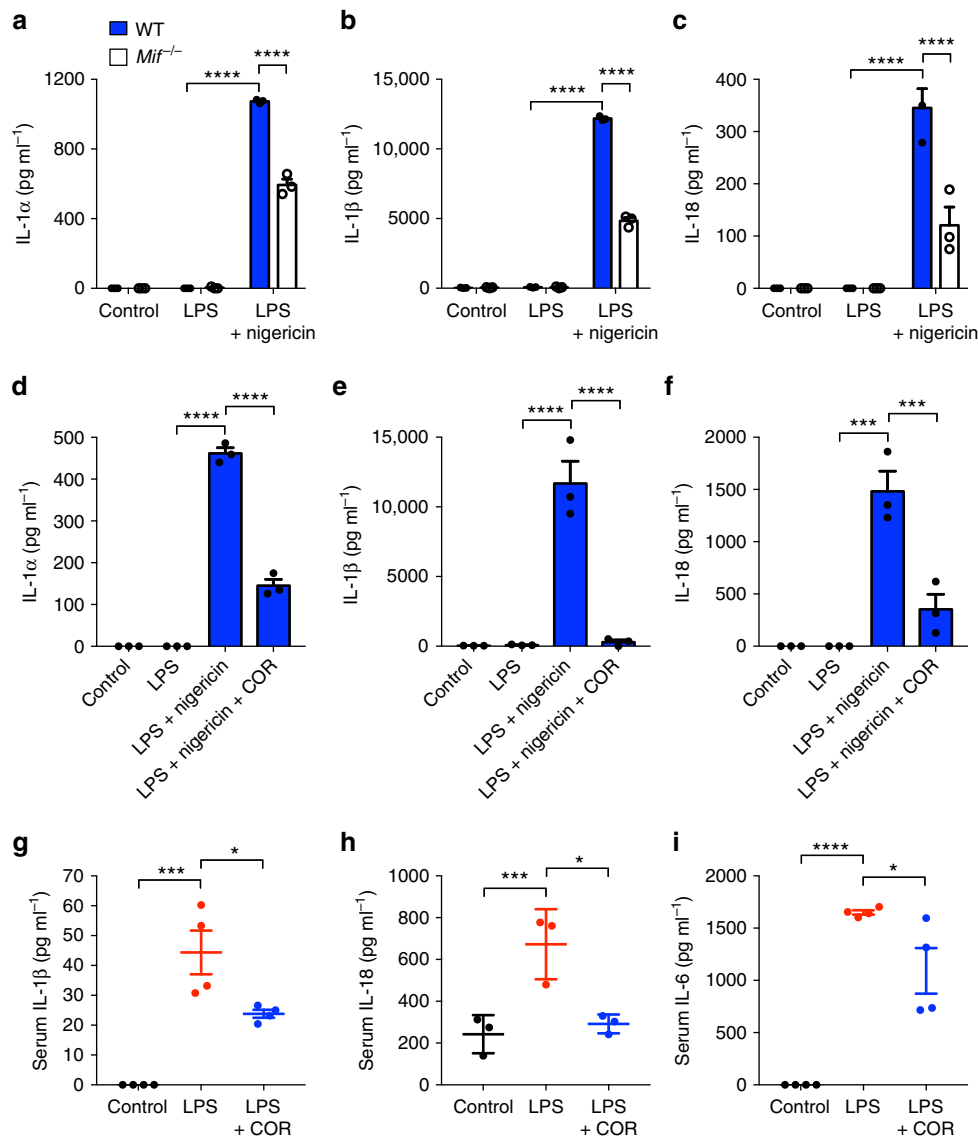 a
WT
Mif−/−
IL-1α (pg ml−1)
1200
900
600
300
0
****
****
Control
LPS
LPS
+ nigericin
b
IL-1β (pg ml−1)
15,000
10,000
5000
0
****
****
Control
LPS
LPS
+ nigericin
c
IL-18 (pg ml−1)
400
300
200
100
0
****
****
Control
LPS
LPS
+ nigericin
d
IL-1α (pg ml−1)
500
400
300
200
100
0
****
****
Control
LPS
LPS + nigericin
LPS + nigericin + COR
e
IL-1β (pg ml−1)
15,000
10,000
5000
0
****
****
Control
LPS
LPS + nigericin
LPS + nigericin + COR
f
IL-18 (pg ml−1)
2000
1500
1000
500
0
***
***
Control
LPS
LPS + nigericin
LPS + nigericin + COR
g
Serum IL-1β (pg ml−1)
70
60
50
40
30
20
10
0
***
*
Control
LPS
LPS
+ COR
h
Serum IL-18 (pg ml−1)
1000
800
600
400
200
0
***
*
Control
LPS
LPS
+ COR
i
Serum IL-6 (pg ml−1)
2000
1500
1000
500
0
****
*
Control
LPS
LPS
+ COR